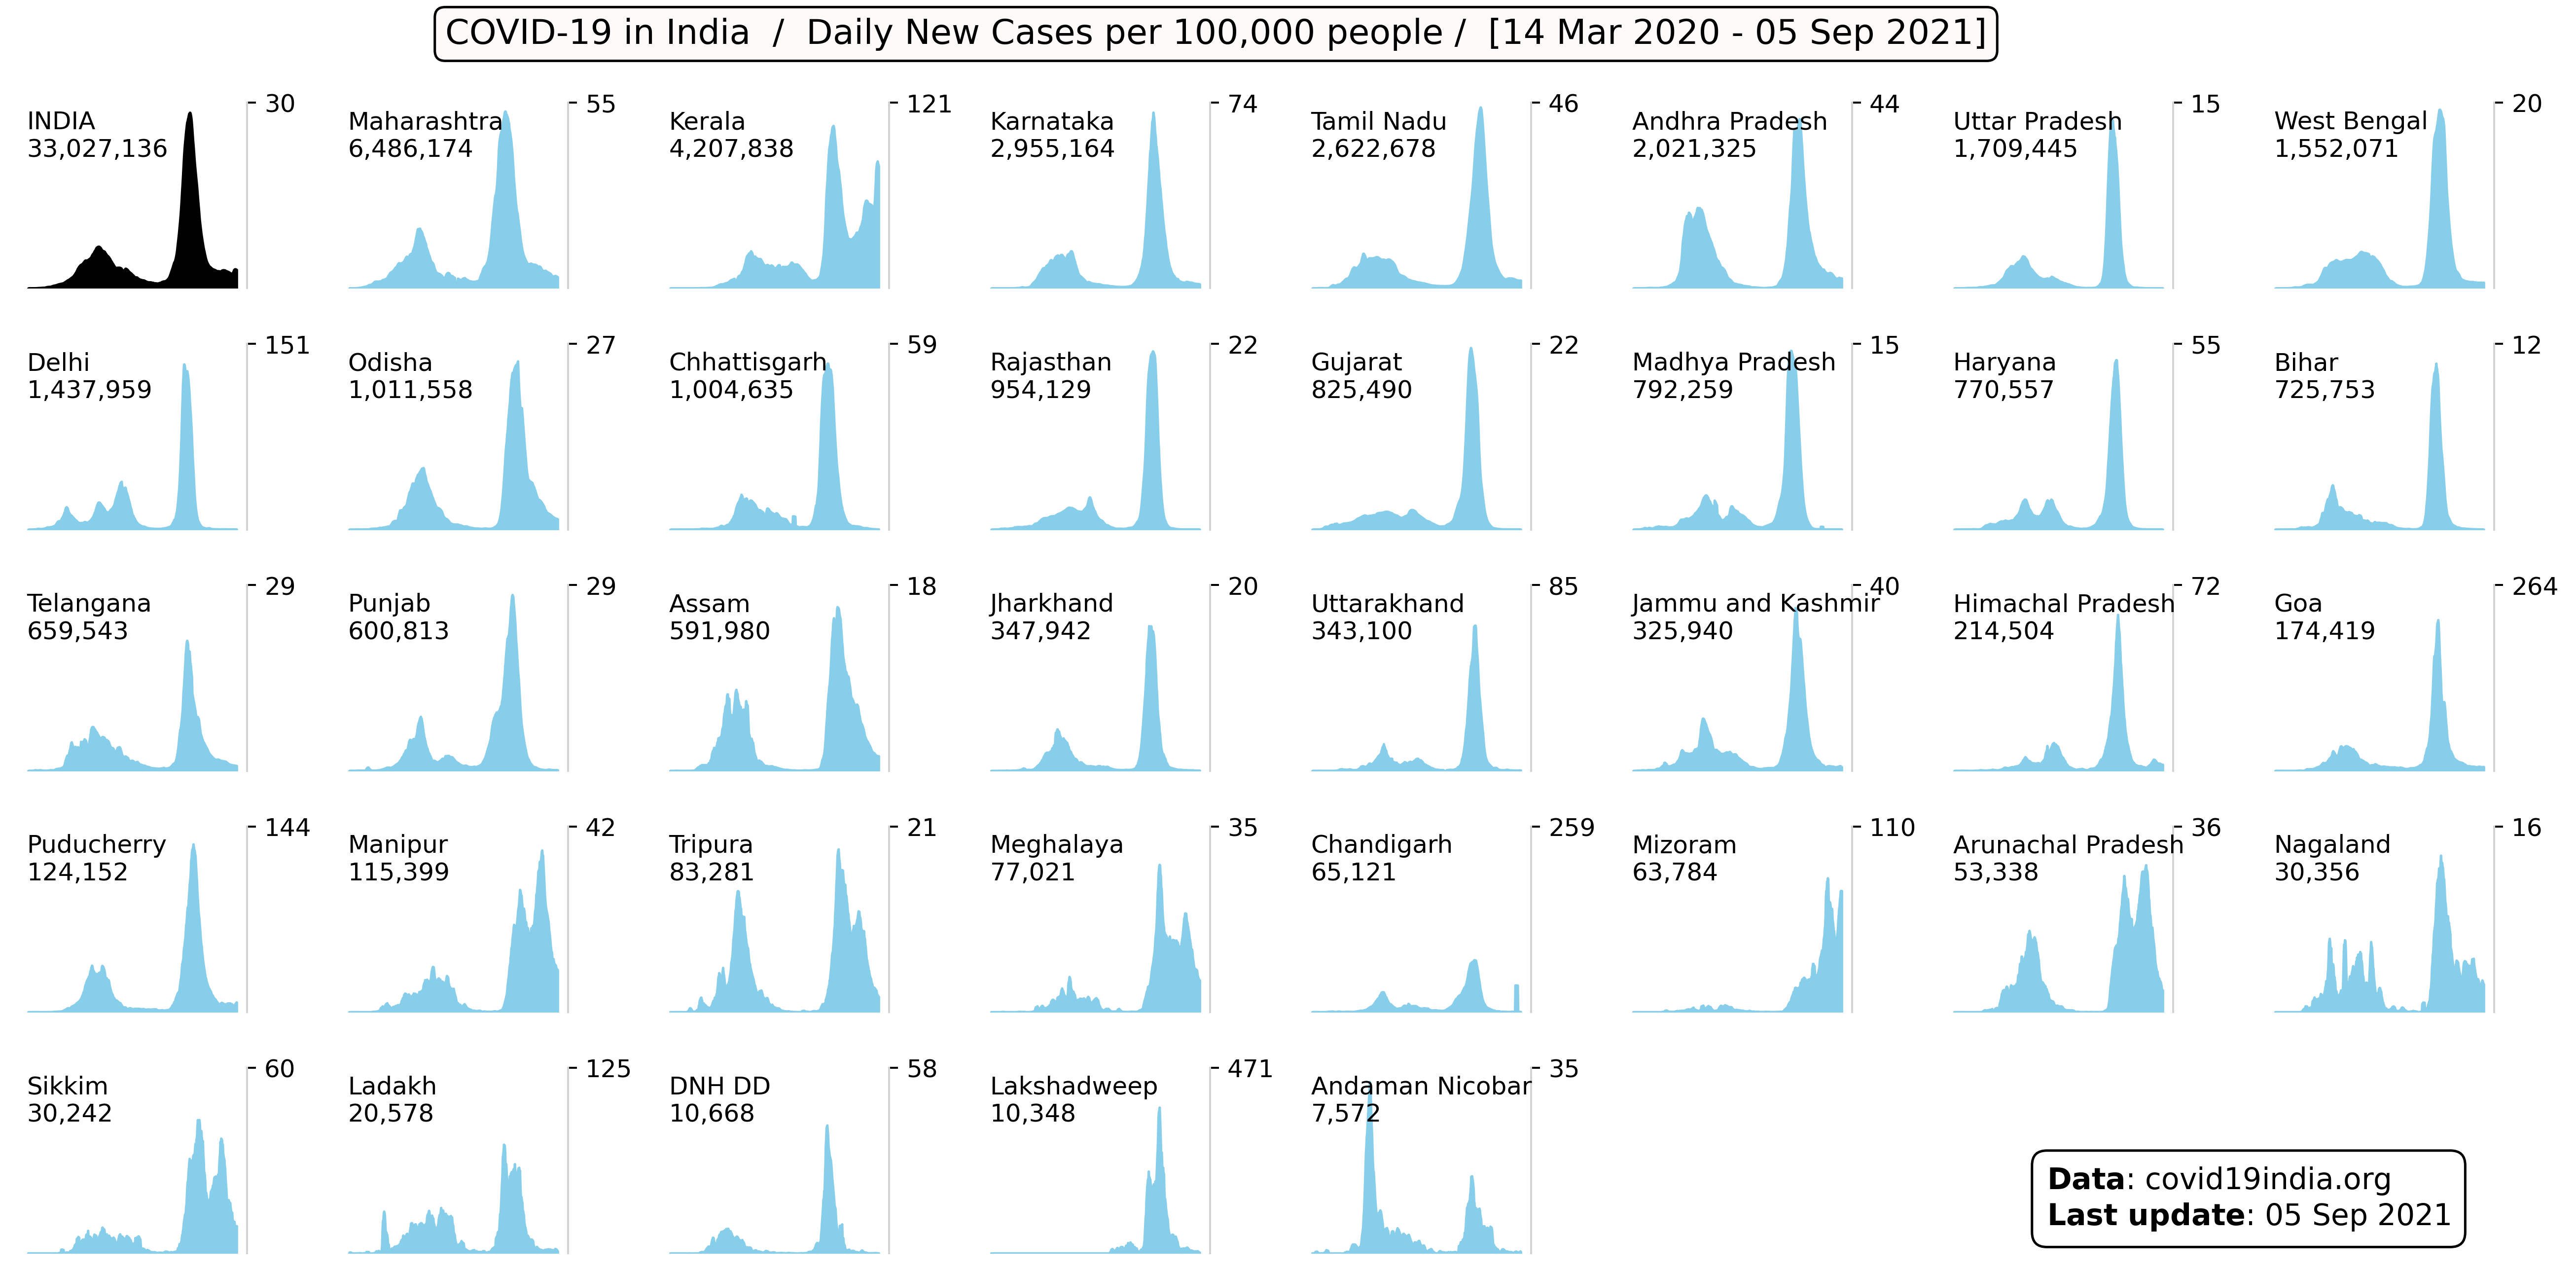 COVID-19 in India / Daily New Cases per 100,000 people / [14 Mar 2020 - 05 Sep 2021]
INDIA
33,027,136
30
Maharashtra
6,486,174
55
Kerala
4,207,838
121
Karnataka
2,955,164
74
Tamil Nadu
2,622,678
46
Andhra Pradesh
2,021,325
44
Uttar Pradesh
1,709,445
15
West Bengal
1,552,071
20
Delhi
1,437,959
151
Odisha
1,011,558
27
Chhattisgarh
1,004,635
59
Rajasthan
954,129
22
Gujarat
825,490
22
Madhya Pradesh
792,259
15
Haryana
770,557
55
Bihar
725,753
12
Telangana
659,543
29
Punjab
600,813
29
Assam
591,980
18
Jharkhand
347,942
20
Uttarakhand
343,100
85
Jammu and Kashmir
325,940
40
Himachal Pradesh
214,504
72
Goa
174,419
264
Puducherry
124,152
144
Manipur
115,399
42
Tripura
83,281
21
Meghalaya
77,021
35
Chandigarh
65,121
259
Mizoram
63,784
110
Arunachal Pradesh
53,338
36
Nagaland
30,356
16
Sikkim
30,242
60
Ladakh
20,578
125
DNH DD
10,668
58
Lakshadweep
10,348
471
Andaman Nicobar
7,572
35
Data: covid19india.org
Last update: 05 Sep 2021